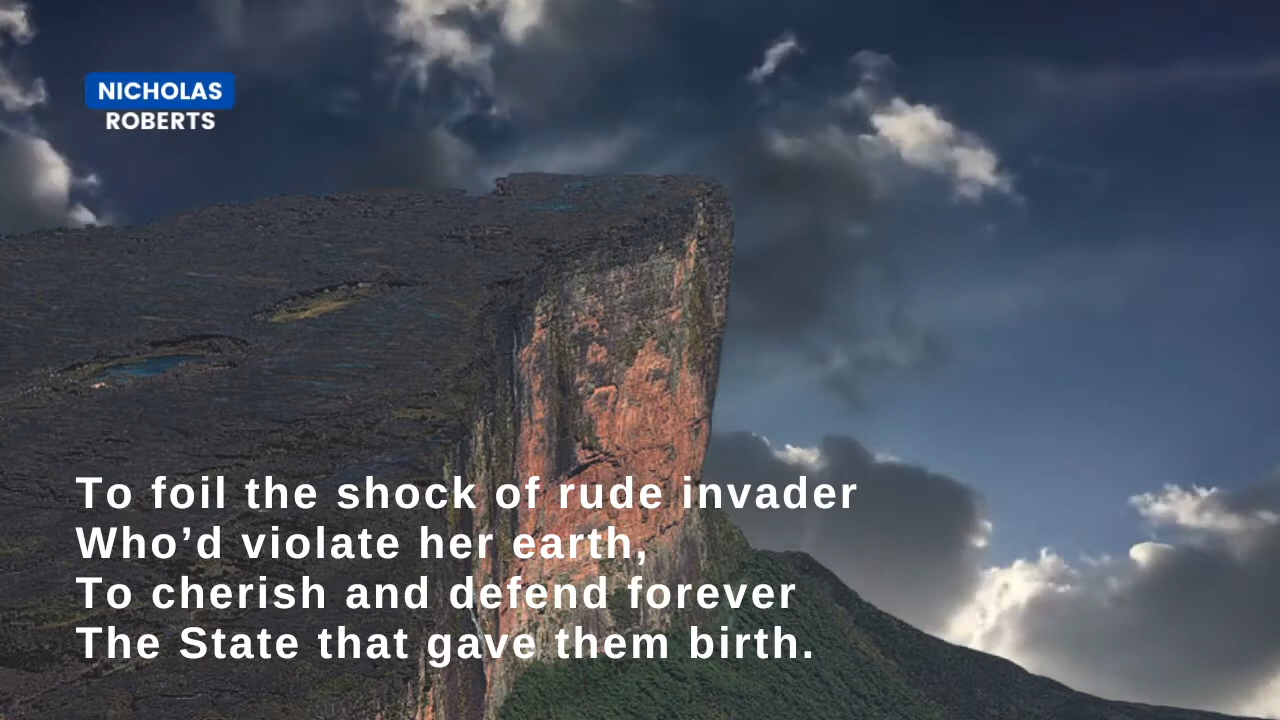 NICHOLAS
ROBERTS
To foil the shock of rude invader
Who’d violate her earth,
To cherish and defend forever
The State that gave them birth.